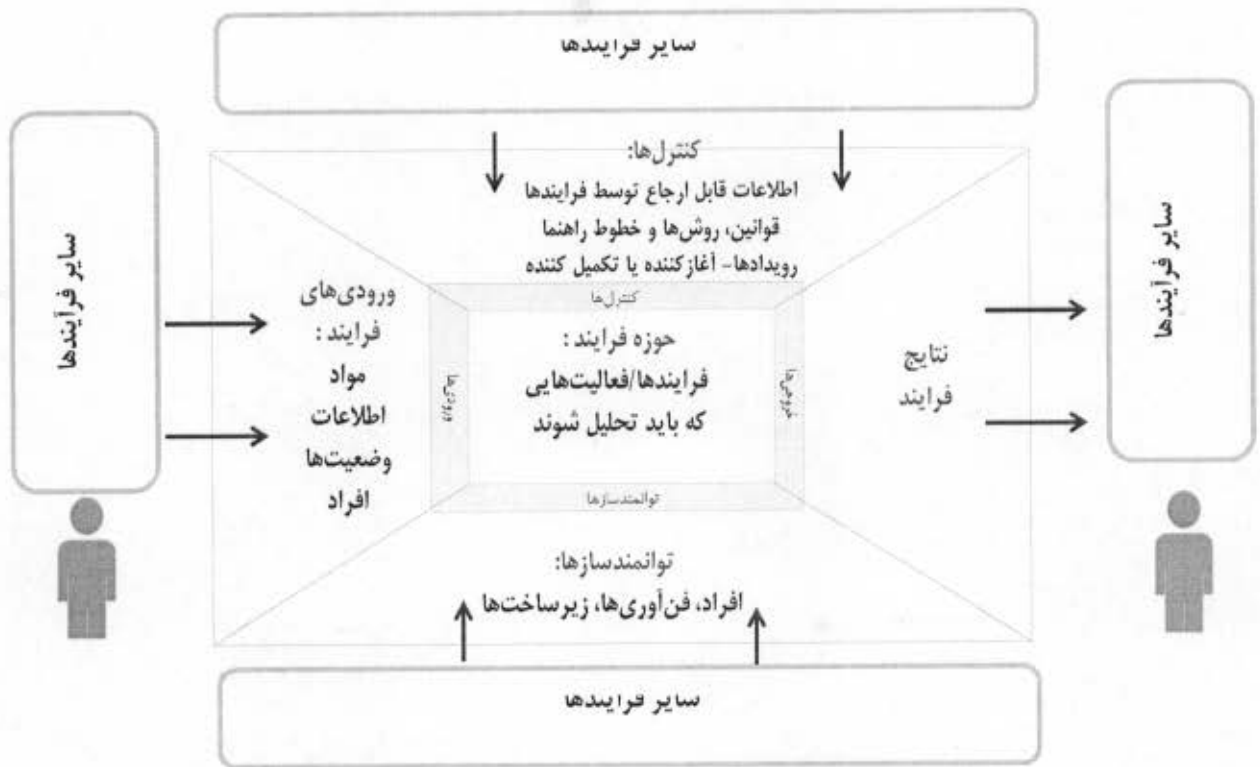 سایر فرایندها
سایر فرآیندها
سایر فرآیندها
کنترل‌ها:
اطلاعات قابل ارجاع توسط فرایندها
قوانین، روش‌ها و خطوط راهنما
رویدادها- آغازکننده یا تکمیل کننده
کنترل‌ها
ورودی‌های
فرایند :
مواد
اطلاعات
وضعیت‌ها
افراد
ورودی‌ها
حوزه فرایند :
فرایندها/فعالیت‌هایی
که باید تحلیل شوند
خروجی‌ها
نتایج
فرایند
توانمندسازها
توانمندسازها:
افراد، فن‌آوری‌ها، زیرساخت‌ها
سایر فرایندها